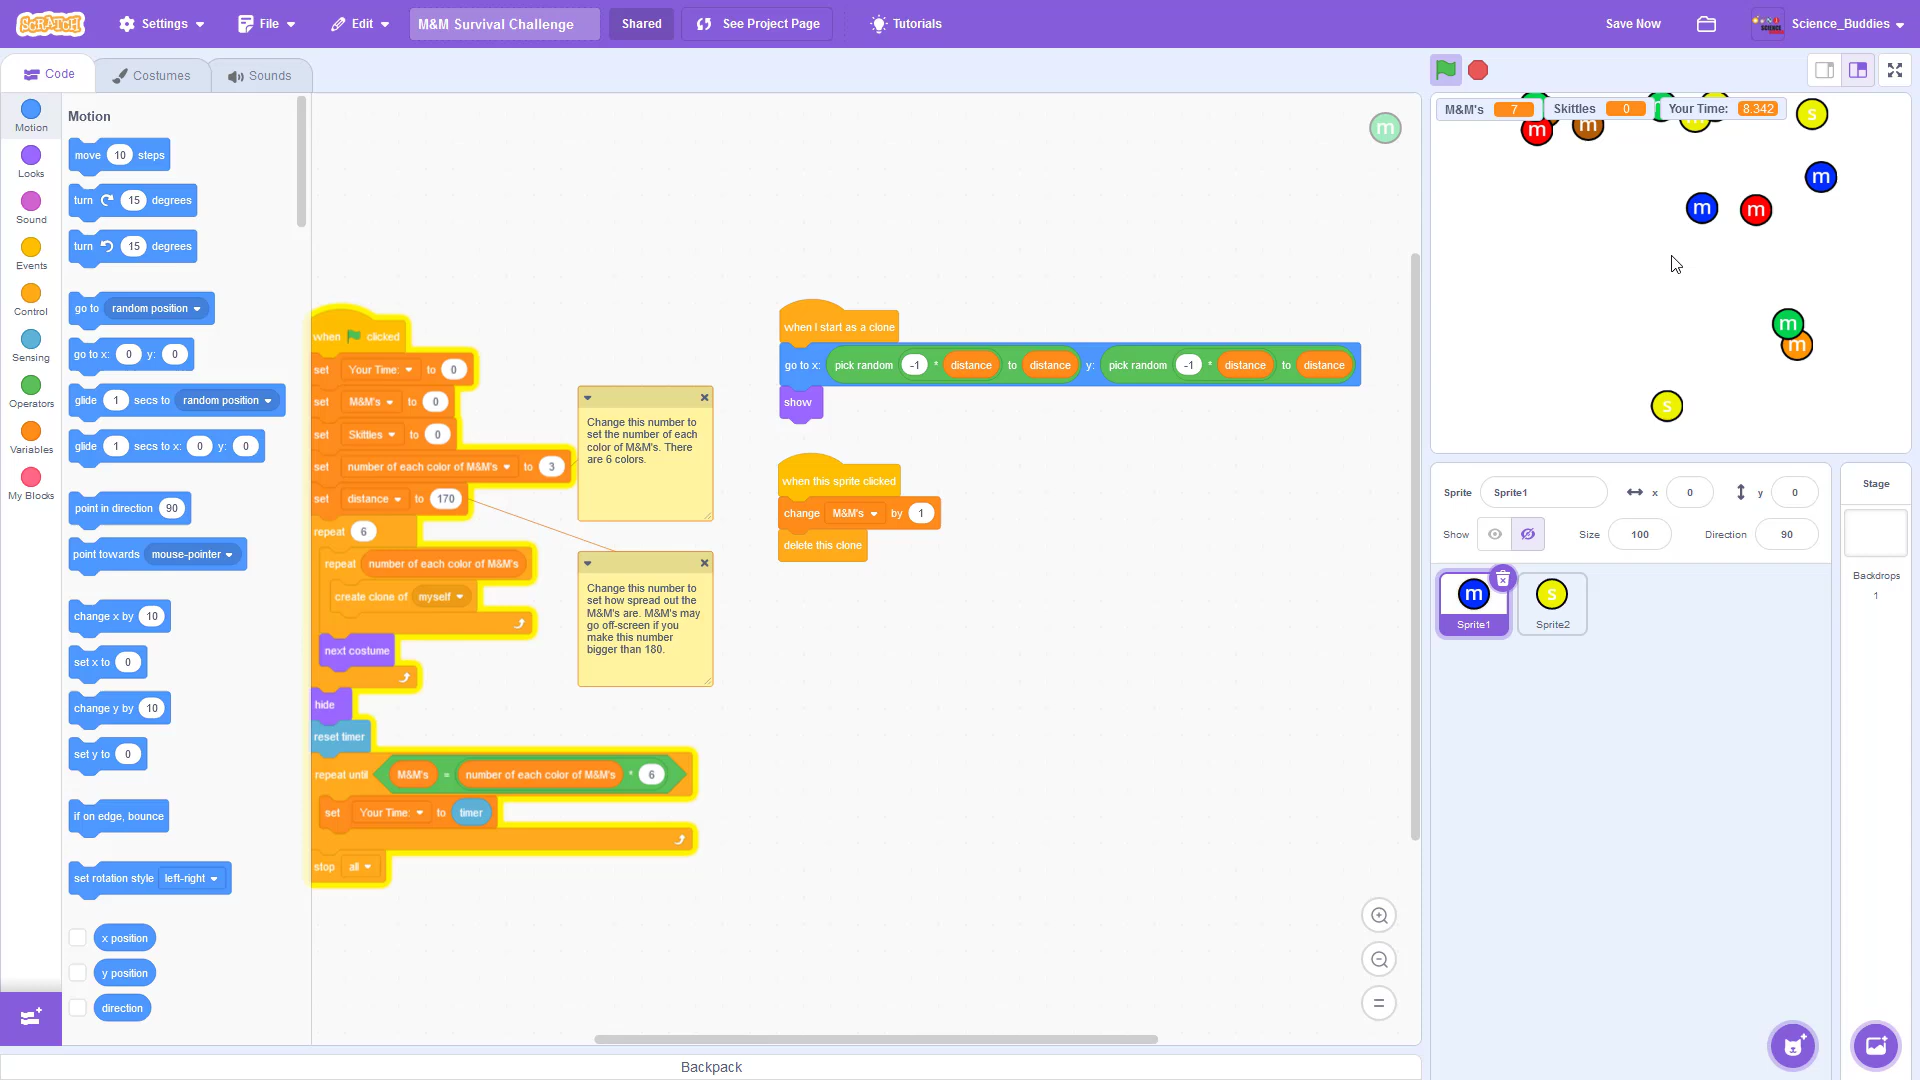 SCRATCH
Settings
File
Edit
M&M Survival Challenge
Shared
See Project Page
Tutorials
Save Now
Science_Buddies
Code
Costumes
Sounds
Motion
Looks
Sound
Events
Control
Sensing
Operators
Variables
My Blocks
Motion
move 10 steps
turn 15 degrees
turn 15 degrees
go to random position
go to x: 0 y: 0
glide 1 secs to random position
glide 1 secs to x: 0 y: 0
point in direction 90
point towards mouse-pointer
change x by 10
set x to 0
change y by 10
set y to 0
if on edge, bounce
set rotation style left-right
x position
y position
direction
when clicked
set Your Time: to 0
set M&M's to 0
set Skittles to 0
set number of each color of M&M's to 3
set distance to 170
repeat 6
repeat number of each color of M&M's
create clone of myself
next costume
hide
reset timer
repeat until M&M's = number of each color of M&M's * 6
set Your Time: to timer
stop all
Change this number to
set the number of each
color of M&M's. There
are 6 colors.
Change this number to
set how spread out the
M&M's are. M&M's may
go off-screen if you
make this number
bigger than 180.
when I start as a clone
go to x: pick random -1 * distance to distance y: pick random -1 * distance to distance
show
when this sprite clicked
change M&M's by 1
delete this clone
m
M&M's 7 Skittles 0 Your Time: 8.342
m
m
m
s
m
m
m
m
m
s
Sprite Sprite1 x 0 y 0
Show Size 100 Direction 90
m
Sprite1
s
Sprite2
Stage
Backdrops
1
Backpack